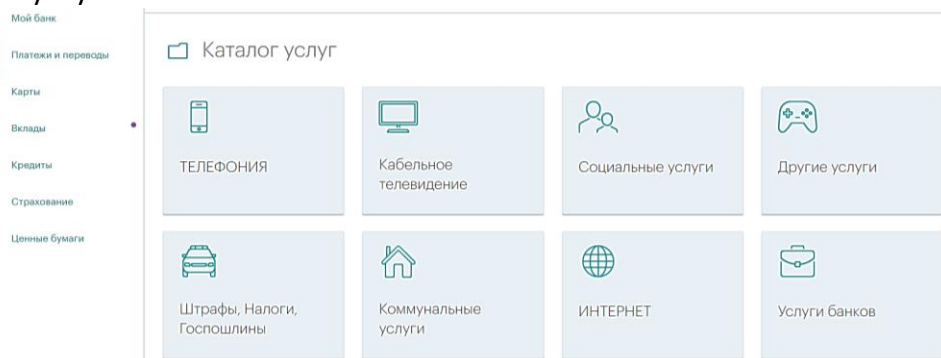 Мой банк
Платежи и переводы
Карты
Вклады
Кредиты
Страхование
Ценные бумаги
Каталог услуг
ТЕЛЕФОНИЯ
Кабельное
телевидение
Социальные услуги
Другие услуги
Штрафы, Налоги,
Госпошлины
Коммунальные
услуги
ИНТЕРНЕТ
Услуги банков